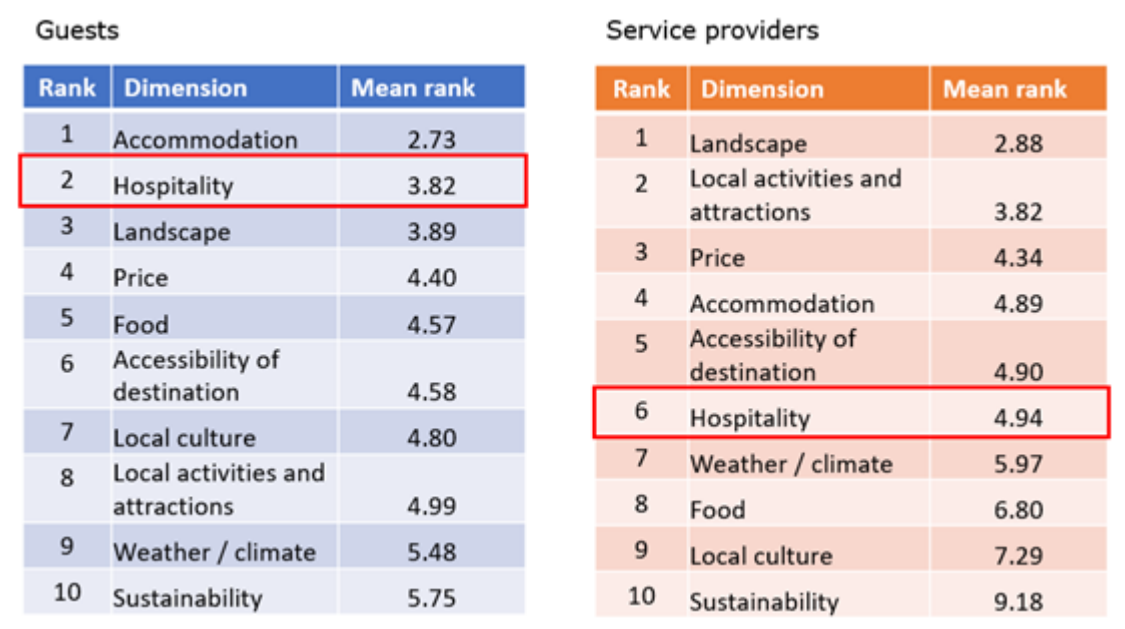 Guests
Rank Dimension Mean rank
1 Accommodation 2.73
2 Hospitality 3.82
3 Landscape 3.89
4 Price 4.40
5 Food 4.57
6 Accessibility of
destination 4.58
7 Local culture 4.80
8 Local activities and
attractions 4.99
9 Weather / climate 5.48
10 Sustainability 5.75
Service providers
Rank Dimension Mean rank
1 Landscape 2.88
2 Local activities and
attractions 3.82
3 Price 4.34
4 Accommodation 4.89
5 Accessibility of
destination 4.90
6 Hospitality 4.94
7 Weather / climate 5.97
8 Food 6.80
9 Local culture 7.29
10 Sustainability 9.18